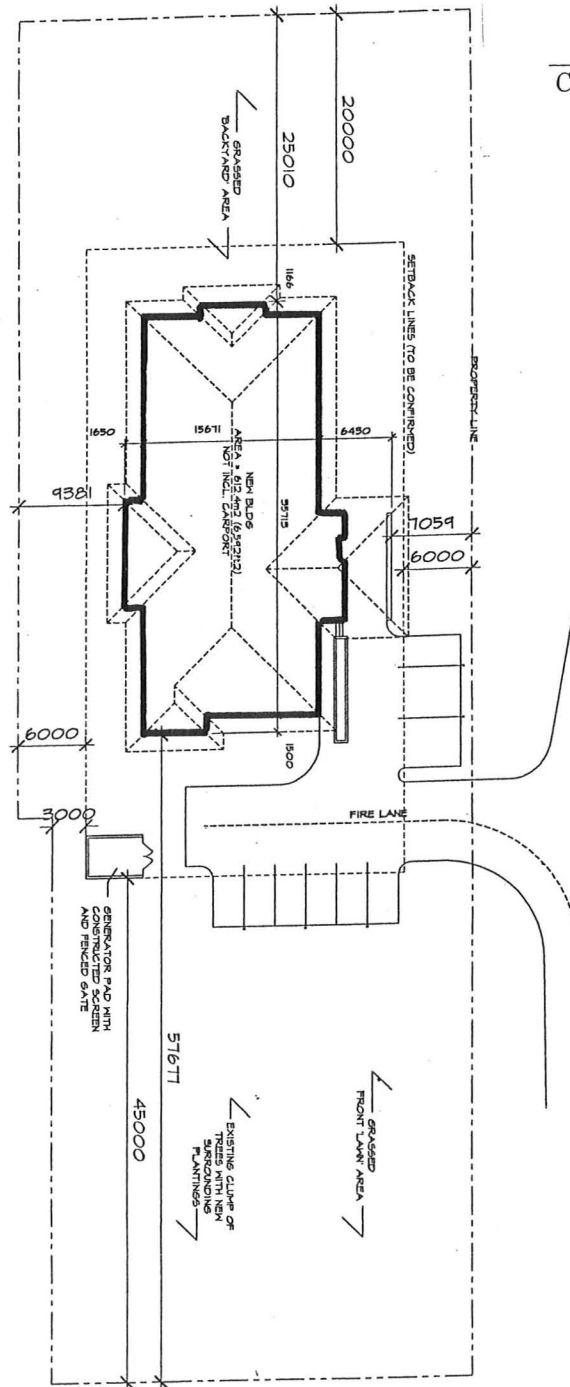 C
20000
25010
GRASSED
'BACKYARD' AREA
SETBACK LINES (TO BE CONFIRMED)
PROPERTY LINE
1166
1650
15671
6450
NEW BLDG
AREA = 612.4m2 (6,592ft2)
NOT INCL. CARPORT
35715
9381
7059
6000
6000
1500
3000
FIRE LANE
GENERATOR PAD WITH
CONSTRUCTED SCREEN
AND FENCED GATE
57677
45000
EXISTING CLUMP OF
TREES WITH NEW
SURROUNDING
PLANTINGS
GRASSED
FRONT 'LAWN' AREA